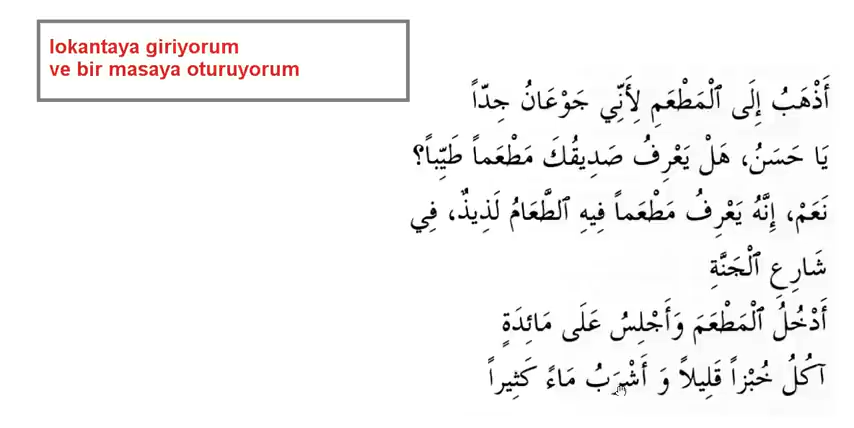 lokantaya giriyorum
ve bir masaya oturuyorum
أَذْهَبُ إِلَى ٱلْمَطْعَمِ لِأَنِّي جَوْعَانُ جِدّاً
يَا حَسَنُ، هَلْ يَعْرِفُ صَدِيقُكَ مَطْعَماً طَيِّباً؟
نَعَمْ، إِنَّهُ يَعْرِفُ مَطْعَماً فِيهِ ٱلطَّعَامُ لَذِيذٌ، فِي
شَارِعِ ٱلْجَنَّةِ
أَدْخُلُ ٱلْمَطْعَمَ وَأَجْلِسُ عَلَى مَائِدَةٍ
آكُلُ خُبْزاً قَلِيلاً وَ أَشْرَبُ مَاءً كَثِيراً